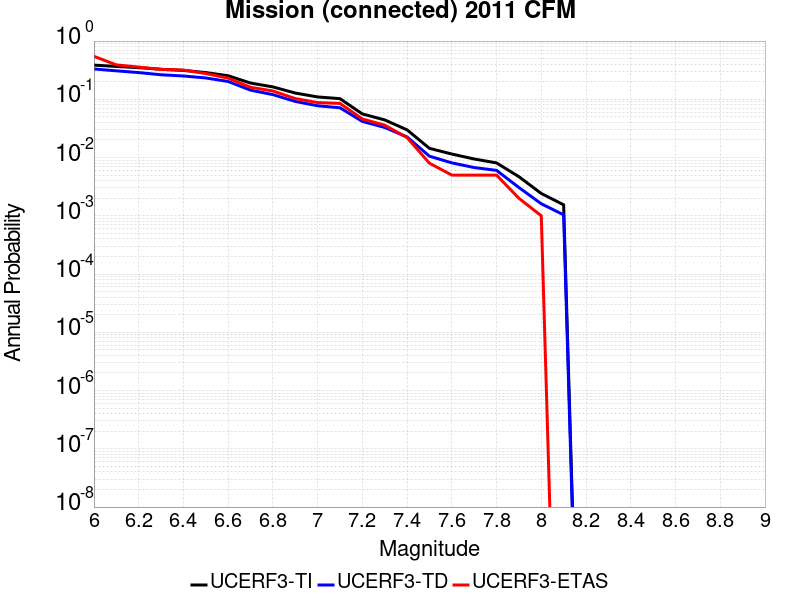 Mission (connected) 2011 CFM
10^0
10^-1
10^-2
10^-3
10^-4
10^-5
10^-6
10^-7
10^-8
Annual Probability
6 6.2 6.4 6.6 6.8 7 7.2 7.4 7.6 7.8 8 8.2 8.4 8.6 8.8 9
Magnitude
UCERF3-TI UCERF3-TD UCERF3-ETAS